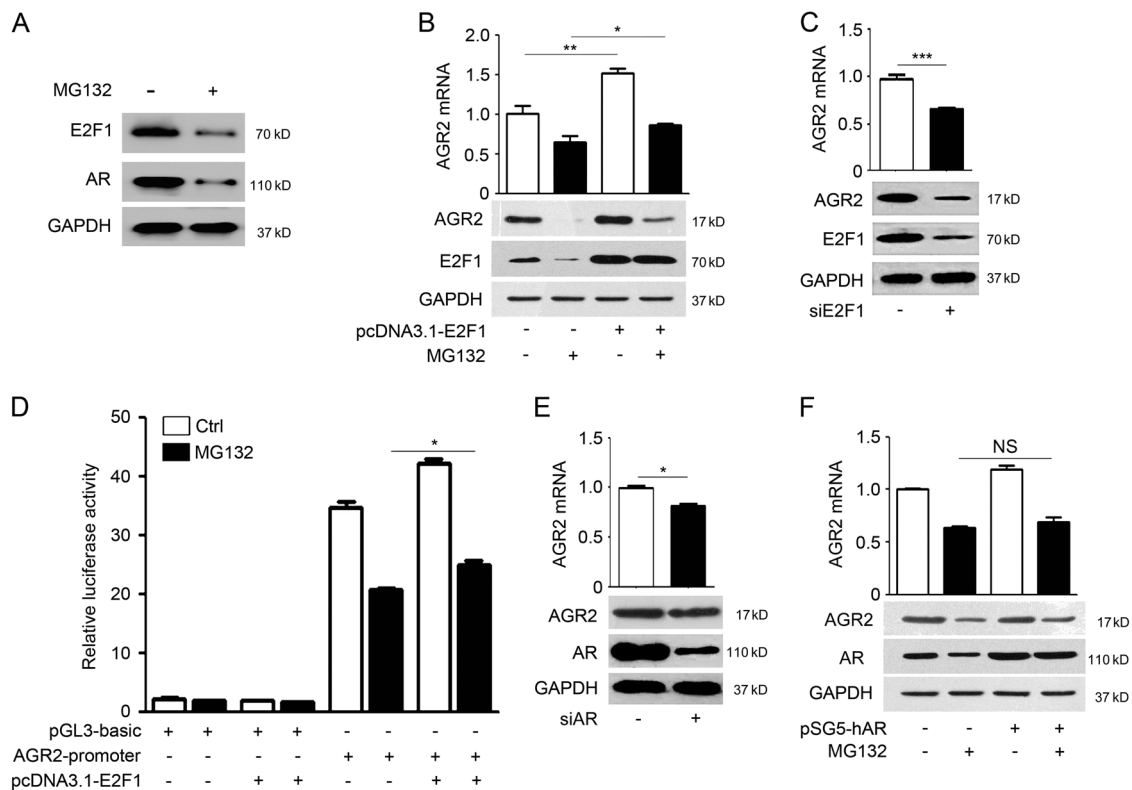 A
MG132 - +
E2F1 70 kD
AR 110 kD
GAPDH 37 kD
B
AGR2 mRNA
2.0
1.5
1.0
0.5
0
**
*
AGR2 17 kD
E2F1 70 kD
GAPDH 37 kD
pcDNA3.1-E2F1 - - + +
MG132 - + - +
C
AGR2 mRNA
1.5
1.0
0.5
0
***
AGR2 17 kD
E2F1 70 kD
GAPDH 37 kD
siE2F1 - +
D
Relative luciferase activity
50
40
30
20
10
0
Ctrl
MG132
*
pGL3-basic + + + + - - - -
AGR2-promoter - - - - + + + +
pcDNA3.1-E2F1 - - + + - - + +
E
AGR2 mRNA
1.5
1.0
0.5
0
*
AGR2 17 kD
AR 110 kD
GAPDH 37 kD
siAR - +
F
AGR2 mRNA
1.5
1.0
0.5
0
NS
AGR2 17 kD
AR 110 kD
GAPDH 37 kD
pSG5-hAR - - + +
MG132 - + - +